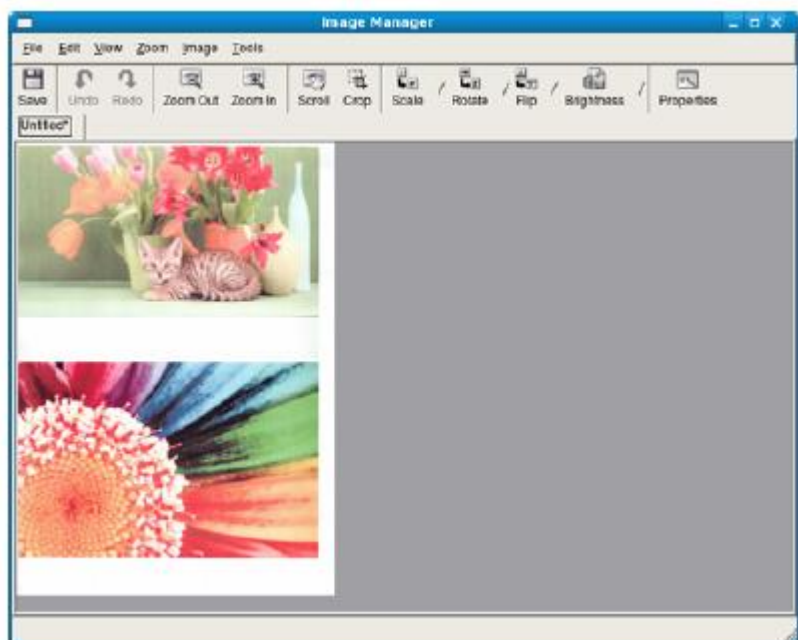 Image Manager
File Edit View Zoom Image Tools
Save Undo Redo Zoom Out Zoom In Scroll Crop Scale / Rotate / Flip / Brightness / Properties
Untitled*